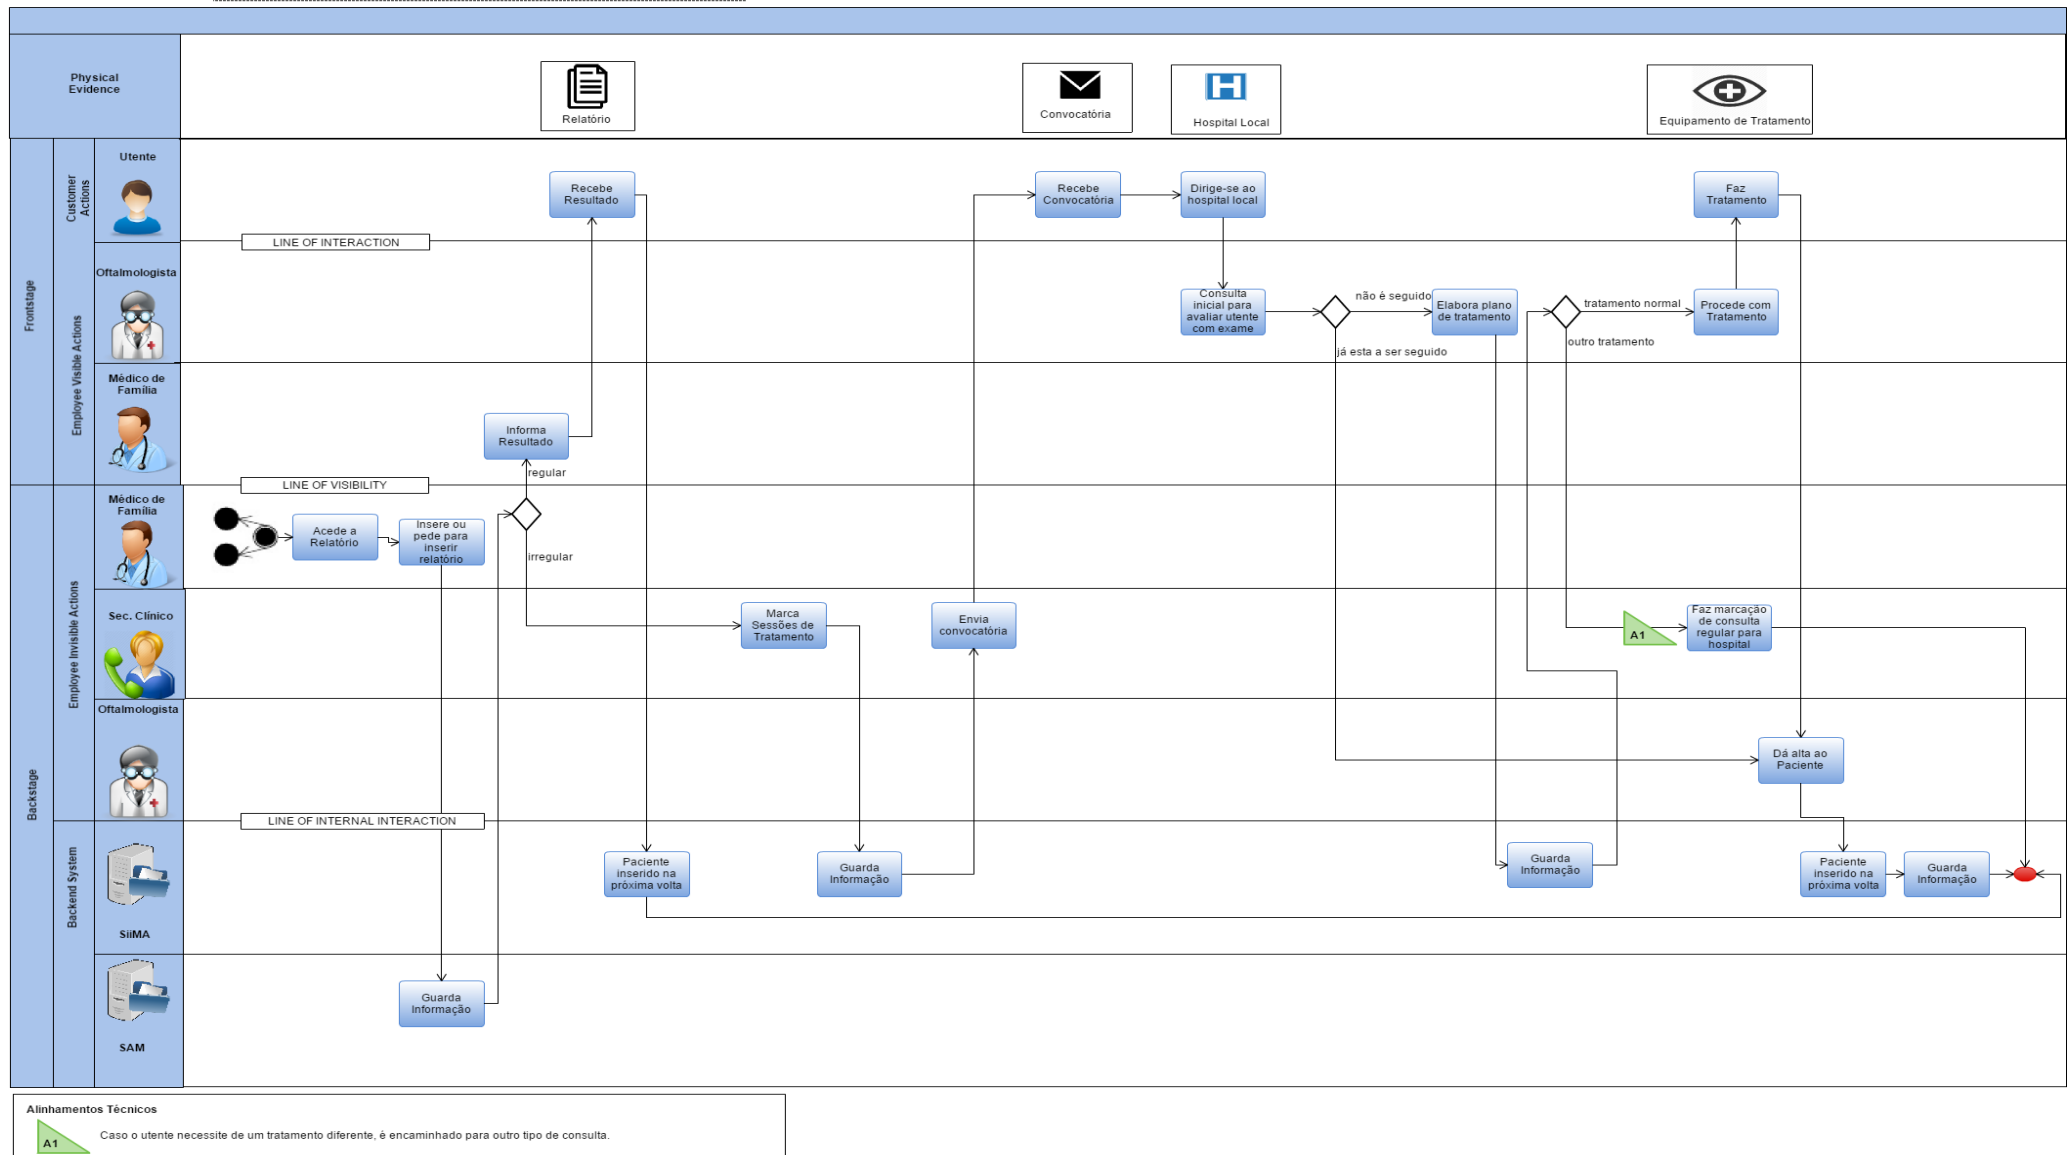 Physical
Evidence
Relatório
Convocatória
Hospital Local
Equipamento de Tratamento
Frontstage
Customer
Actions
Utente
Recebe
Resultado
Recebe
Convocatória
Dirige-se ao
hospital local
Faz
Tratamento
LINE OF INTERACTION
Employee Visible Actions
Oftalmologista
Consulta
inicial para
avaliar utente
com exame
não é seguido
já esta a ser seguido
Elabora plano
de tratamento
tratamento normal
outro tratamento
Procede com
Tratamento
Médico de
Família
Informa
Resultado
regular
LINE OF VISIBILITY
Backstage
Employee Invisible Actions
Médico de
Família
Acede a
Relatório
Insere ou
pede para
inserir
relatório
irregular
Sec. Clínico
Marca
Sessões de
Tratamento
Envia
convocatória
A1
Faz marcação
de consulta
regular para
hospital
Oftalmologista
Dá alta ao
Paciente
LINE OF INTERNAL INTERACTION
Backend System
SiiMA
Paciente
inserido na
próxima volta
Guarda
Informação
Guarda
Informação
Paciente
inserido na
próxima volta
Guarda
Informação
SAM
Guarda
Informação
Alinhamentos Técnicos
A1
Caso o utente necessite de um tratamento diferente, é encaminhado para outro tipo de consulta.